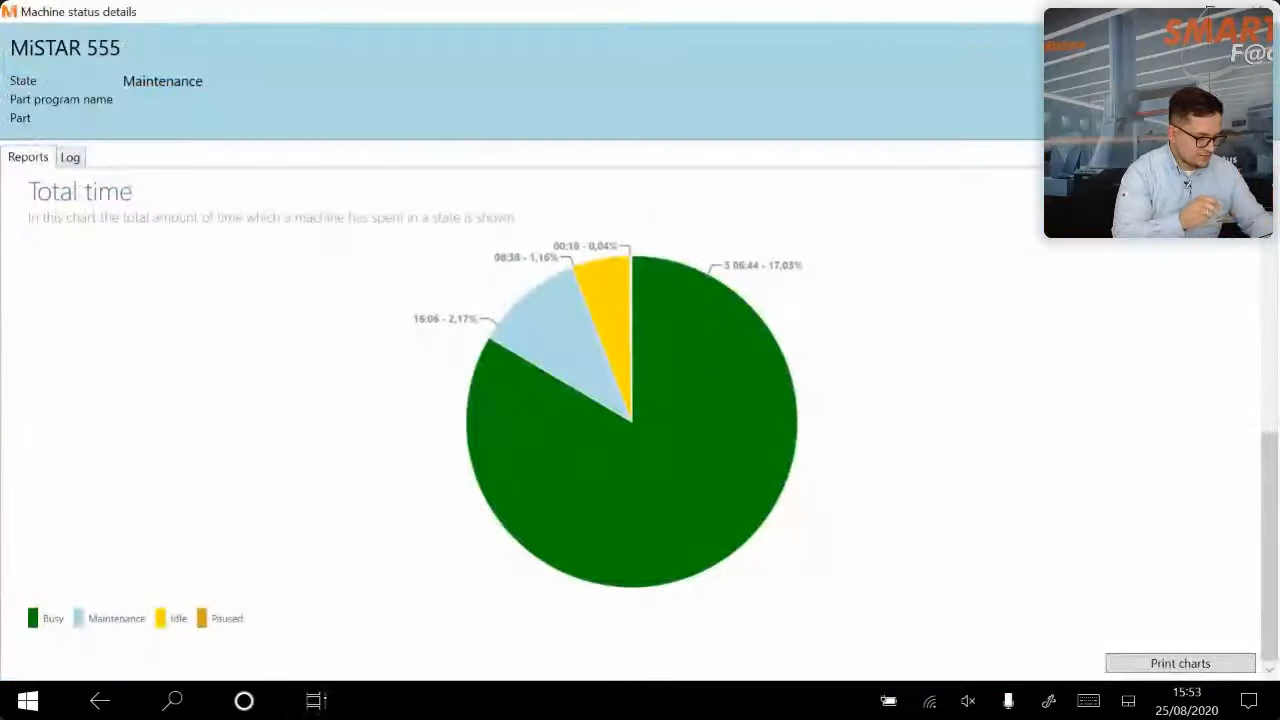 Machine status details
MiSTAR 555
State Maintenance
Part program name
Part
Reports Log
Total time
In this chart the total amount of time which a machine has spent in a state is shown
00:18 - 0,04%
08:38 - 1,16%
5 06:44 - 17,03%
16:06 - 2,17%
Busy Maintenance Idle Paused
Print charts
15:53
25/08/2020
SMART